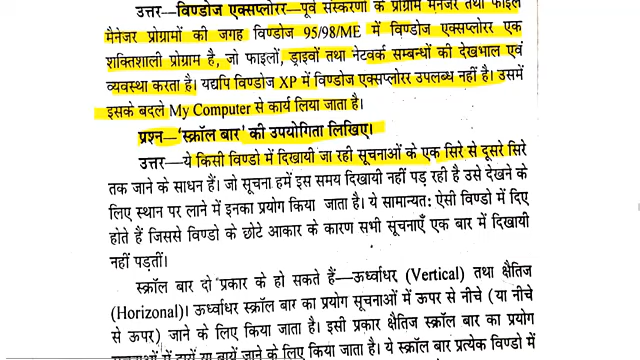 उत्तर—विण्डोज एक्सप्लोरर—पूर्व संस्करणों के प्रोग्राम मैनेजर तथा फाइल
मैनेजर प्रोग्रामों की जगह विण्डोज 95/98/ME में विण्डोज एक्सप्लोरर एक
शक्तिशाली प्रोग्राम है, जो फाइलों, ड्राइवों तथा नेटवर्क सम्बन्धों की देखभाल एवं
व्यवस्था करता है। यद्यपि विण्डोज XP में विण्डोज एक्सप्लोरर उपलब्ध नहीं है। उसमें
इसके बदले My Computer से कार्य लिया जाता है।
प्रश्न—'स्क्रॉल बार' की उपयोगिता लिखिए।
उत्तर—ये किसी विण्डो में दिखायी जा रही सूचनाओं के एक सिरे से दूसरे सिरे
तक जाने के साधन हैं। जो सूचना हमें इस समय दिखायी नहीं पड़ रही है उसे देखने के
लिए स्थान पर लाने में इनका प्रयोग किया जाता है। ये सामान्यतः ऐसी विण्डो में दिए
होते हैं जिससे विण्डो के छोटे आकार के कारण सभी सूचनाएँ एक बार में दिखायी
नहीं पड़तीं।
स्क्रॉल बार दो प्रकार के हो सकते हैं—ऊर्ध्वाधर (Vertical) तथा क्षैतिज
(Horizonal)। ऊर्ध्वाधर स्क्रॉल बार का प्रयोग सूचनाओं में ऊपर से नीचे (या नीचे
से ऊपर) जाने के लिए किया जाता है। इसी प्रकार क्षैतिज स्क्रॉल बार का प्रयोग
सूचनाओं में दायें या बायें जाने के लिए किया जाता है। ये स्क्रॉल बार प्रत्येक विण्डो में